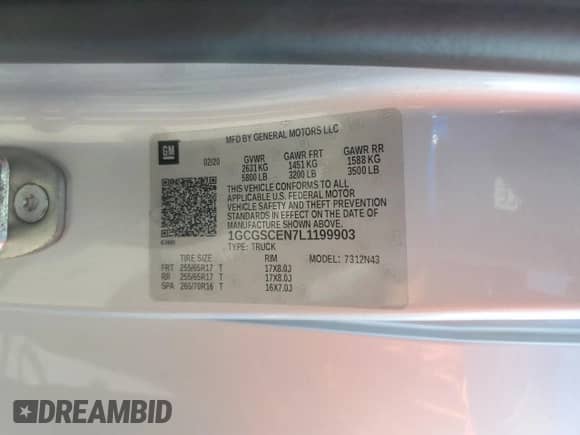 MFD BY GENERAL MOTORS LLC
GM
02/20 GVWR GAWR FRT GAWR RR
2631 KG 1451 KG 1588 KG
5800 LB 3200 LB 3500 LB
THIS VEHICLE CONFORMS TO ALL
APPLICABLE U.S. FEDERAL MOTOR
VEHICLE SAFETY AND THEFT
PREVENTION STANDARDS IN EFFECT ON THE DATE OF
MANUFACTURE SHOWN ABOVE.
1GCGSCEN7L1199903
TYPE: TRUCK
TIRE SIZE RIM MODEL: 7312N43
FRT 255/65R17 T 17X8.0J
RR 255/65R17 T 17X8.0J
SPA 265/70R16 T 16X7.0J
DREAMBID